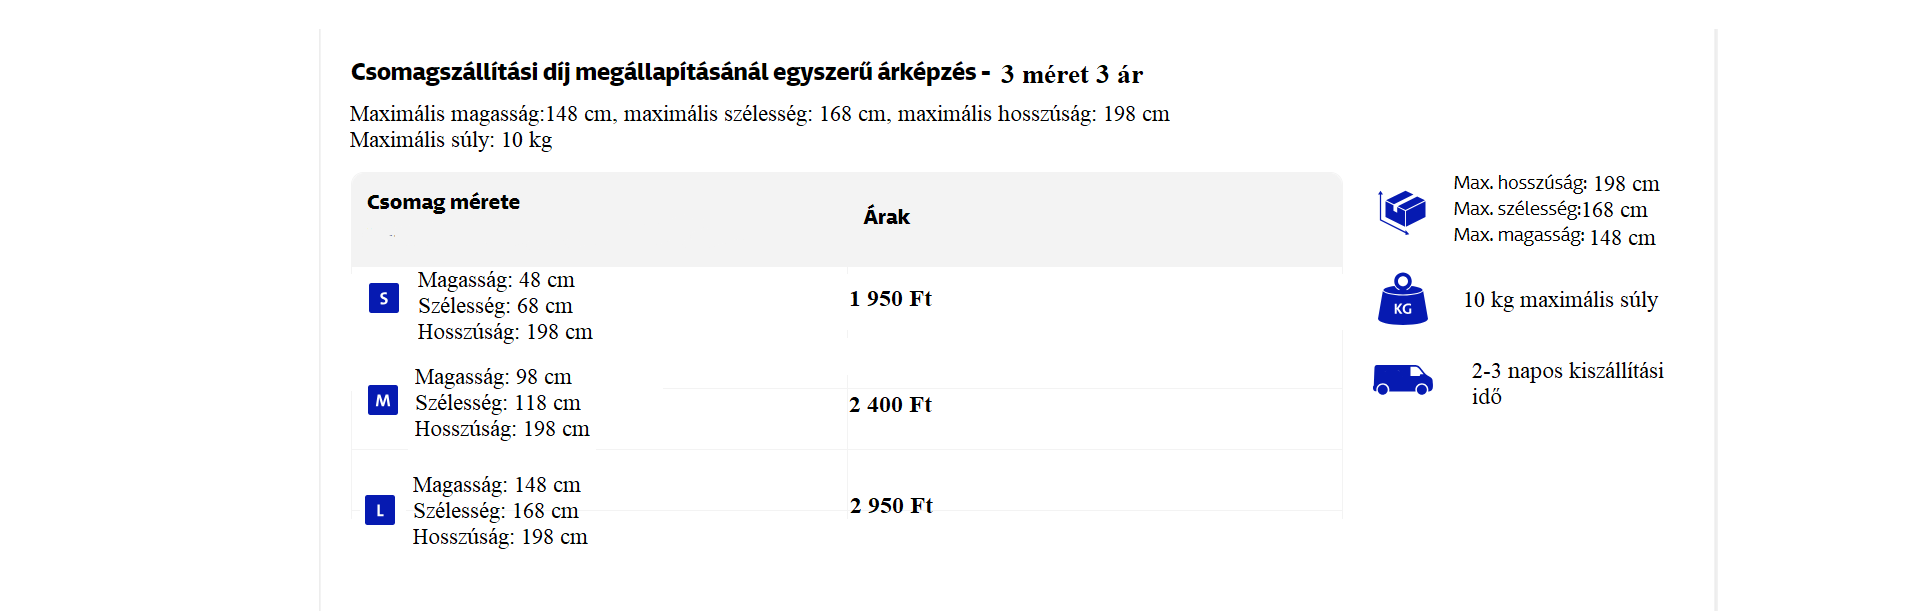 Csomagszállítási díj megállapításánál egyszerű árképzés - 3 méret 3 ár
Maximális magasság:148 cm, maximális szélesség: 168 cm, maximális hosszúság: 198 cm
Maximális súly: 10 kg
Csomag mérete
Árak
S
Magasság: 48 cm
Szélesség: 68 cm
Hosszúság: 198 cm
1 950 Ft
M
Magasság: 98 cm
Szélesség: 118 cm
Hosszúság: 198 cm
2 400 Ft
L
Magasság: 148 cm
Szélesség: 168 cm
Hosszúság: 198 cm
2 950 Ft
Max. hosszúság: 198 cm
Max. szélesség:168 cm
Max. magasság: 148 cm
KG
10 kg maximális súly
2-3 napos kiszállítási
idő